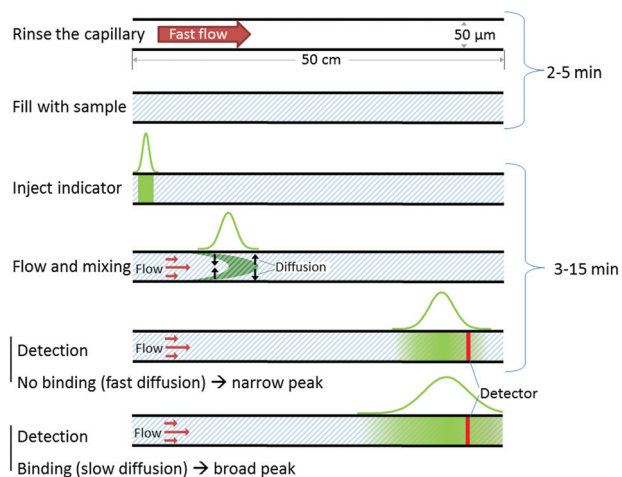 Rinse the capillary
Fast flow
50 µm
50 cm
2-5 min
Fill with sample
Inject indicator
Flow and mixing
Flow
Diffusion
3-15 min
Detection
Flow
No binding (fast diffusion) → narrow peak
Detector
Detection
Flow
Binding (slow diffusion) → broad peak